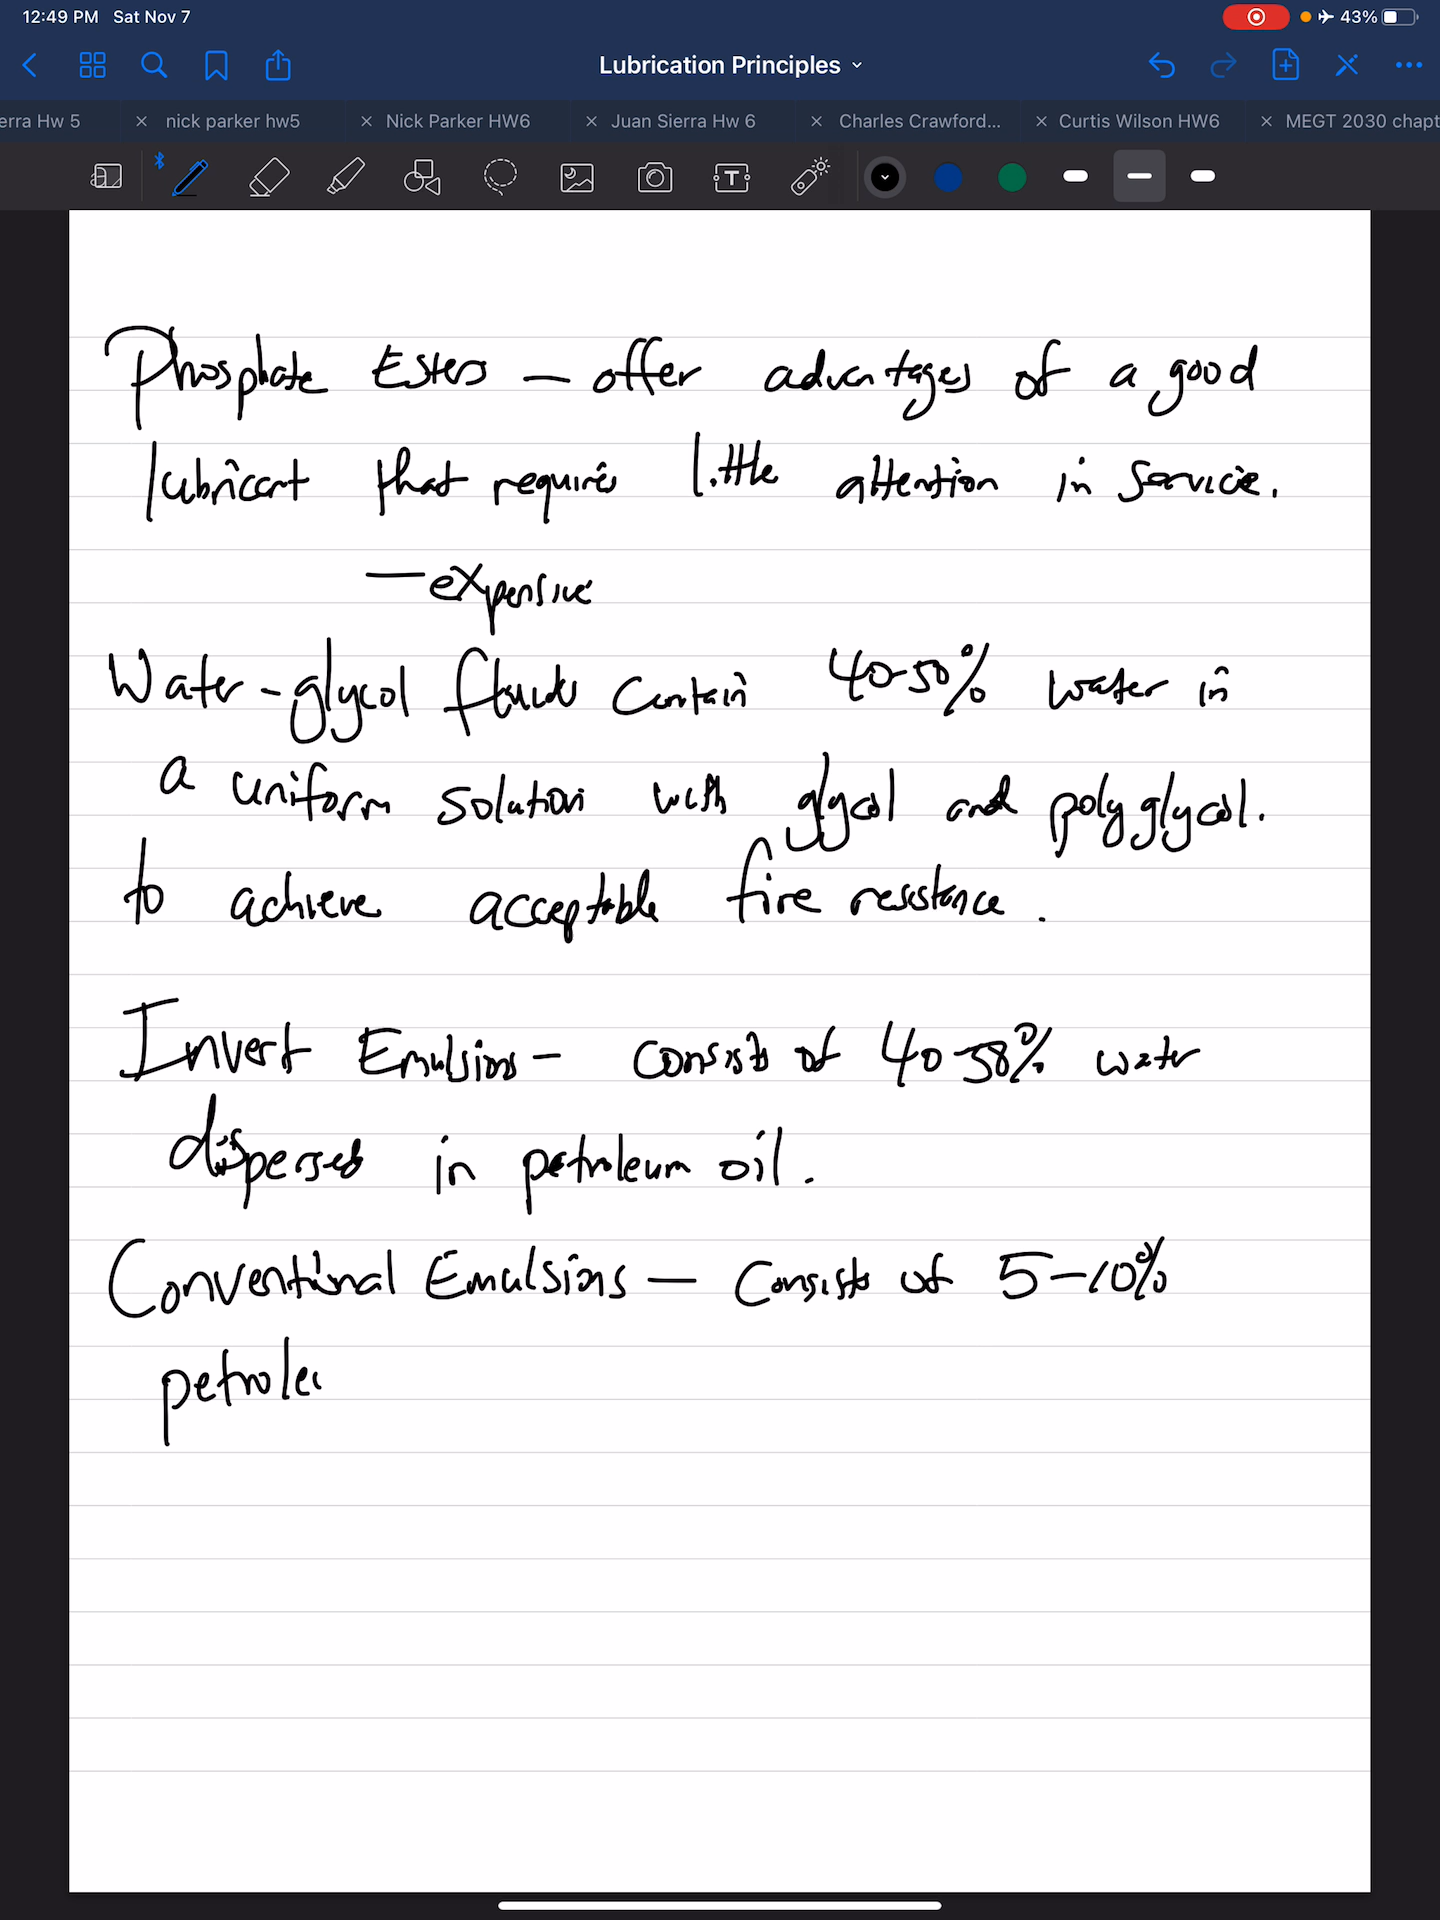 12:49 PM Sat Nov 7
43%
Lubrication Principles
erra Hw 5
nick parker hw5
Nick Parker HW6
Juan Sierra Hw 6
Charles Crawford...
Curtis Wilson HW6
MEGT 2030 chapt
Phosphate Esters — offer advantages of a good
lubricant that requires little attention in service.
— expensive
Water-glycol fluids contain 40-50% water in
a uniform solution with glycol and polyglycol.
to achieve acceptable fire resistance.
Invert Emulsions – consists of 40-50% water
dispersed in petroleum oil.
Conventional Emulsions — Consists of 5–10%
petroleu